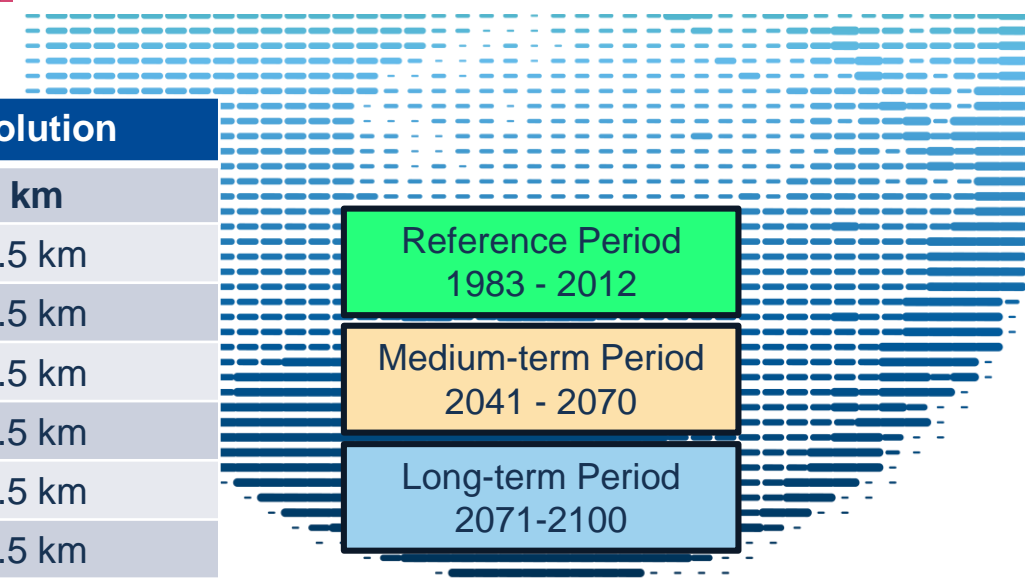 olution
km
.5 km
.5 km
.5 km
.5 km
.5 km
.5 km
Reference Period
1983 - 2012
Medium-term Period
2041 - 2070
Long-term Period
2071-2100